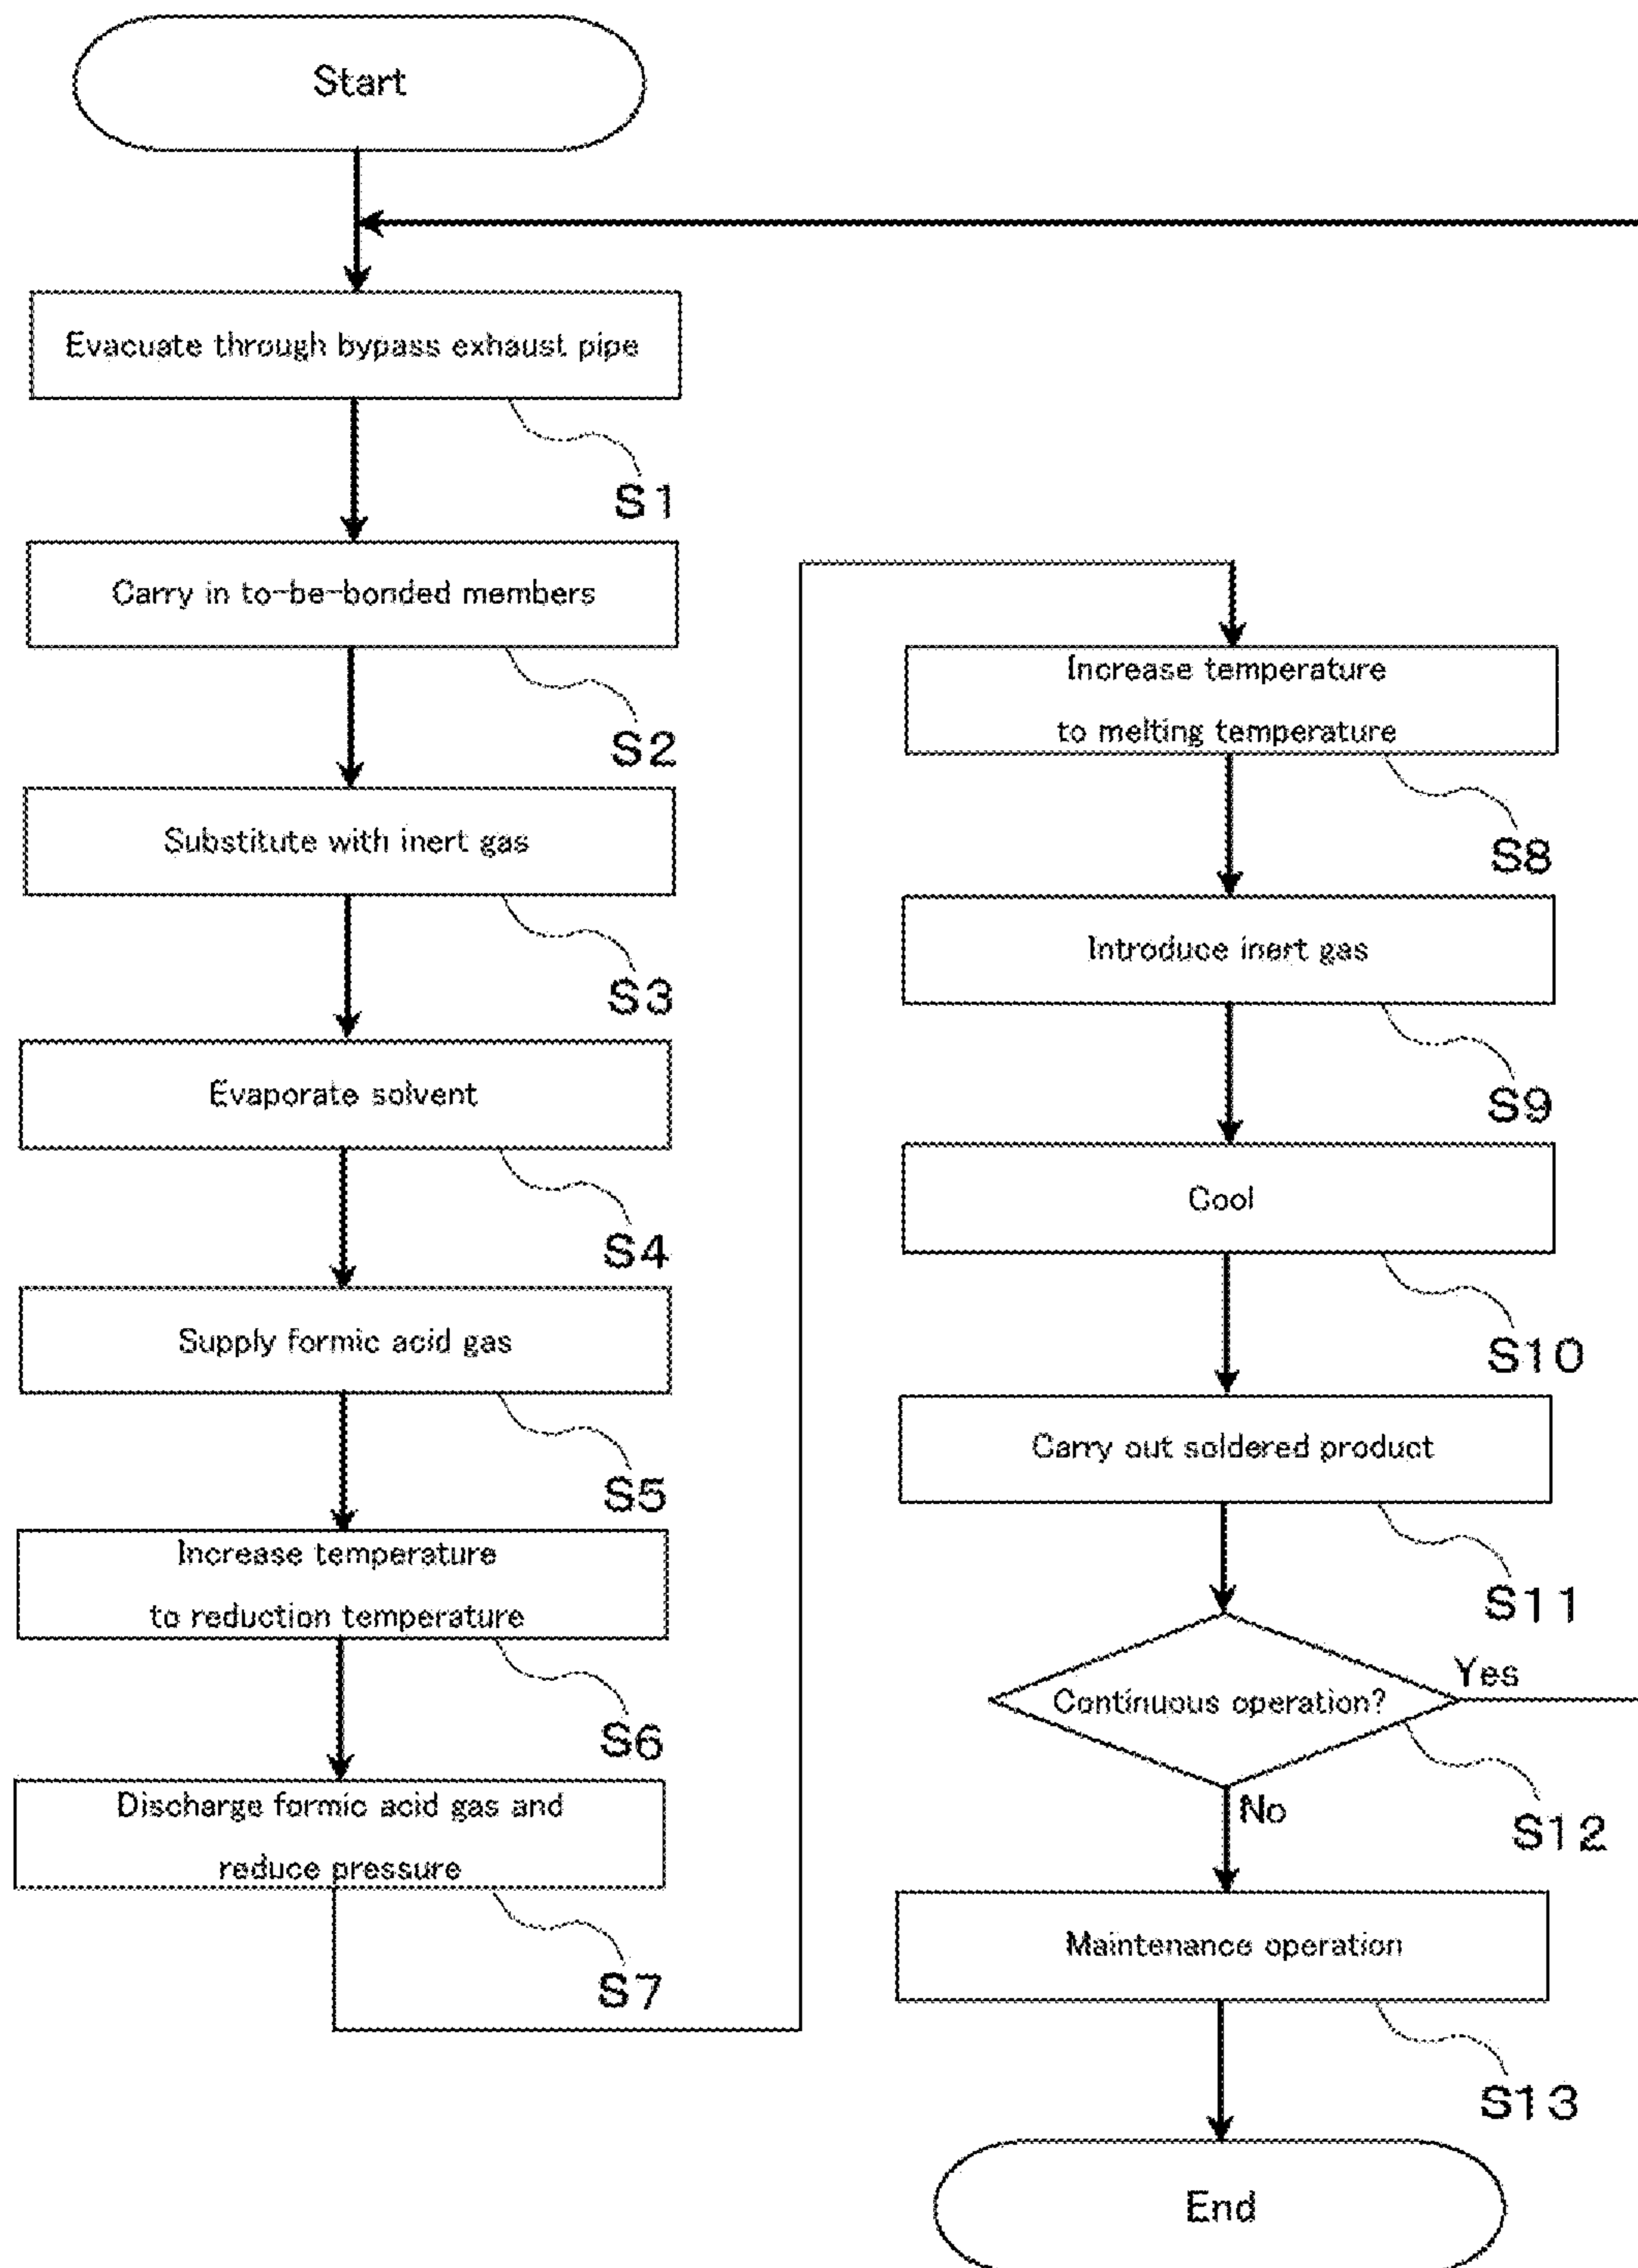 Start
Evacuate through bypass exhaust pipe
S1
Carry in to-be-bonded members
S2
Substitute with inert gas
S3
Evaporate solvent
S4
Supply formic acid gas
S5
Increase temperature
to reduction temperature
S6
Discharge formic acid gas and
reduce pressure
S7
Increase temperature
to melting temperature
S8
Introduce inert gas
S9
Cool
S10
Carry out soldered product
S11
Continuous operation?
Yes
S12
No
Maintenance operation
S13
End